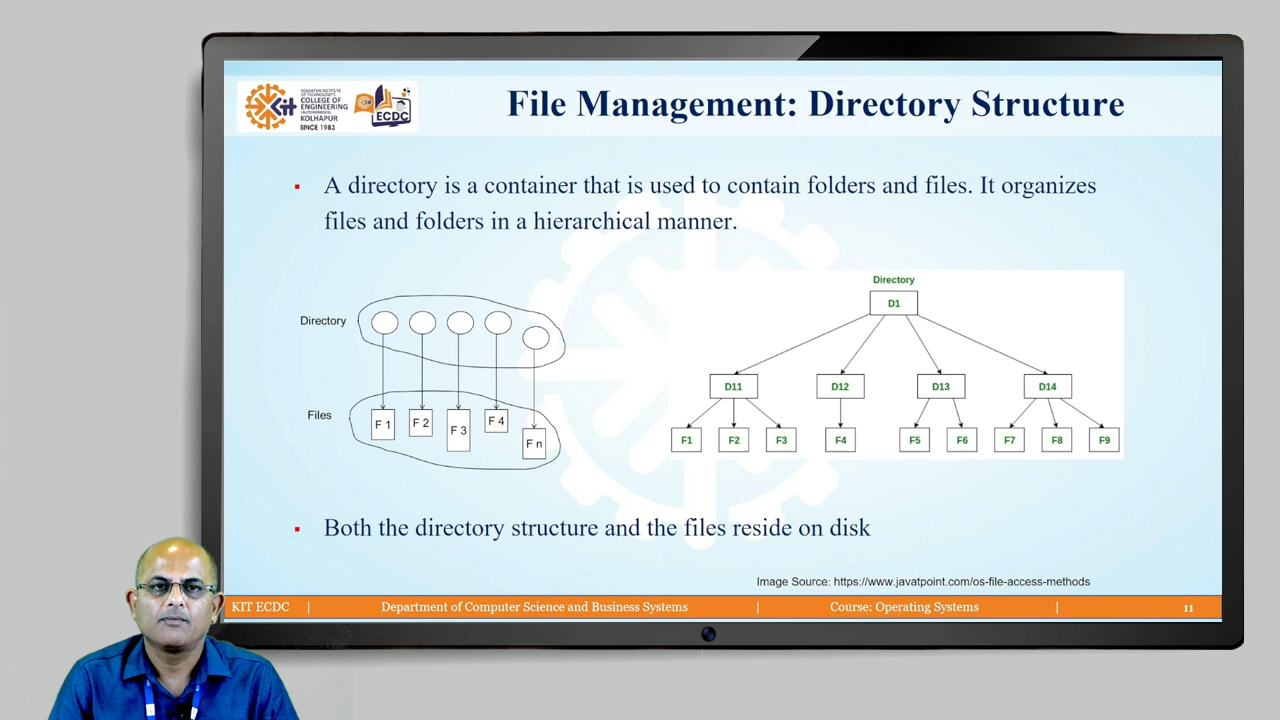 KOLHAPUR INSTITUTE
OF TECHNOLOGY'S
COLLEGE OF
ENGINEERING
(AUTONOMOUS)
KOLHAPUR
SINCE 1983
Kit
ECDC
File Management: Directory Structure
▪ A directory is a container that is used to contain folders and files. It organizes
files and folders in a hierarchical manner.
Directory
Files
F 1
F 2
F 3
F 4
F n
Directory
D1
D11 D12 D13 D14
F1 F2 F3 F4 F5 F6 F7 F8 F9
▪ Both the directory structure and the files reside on disk
Image Source: https://www.javatpoint.com/os-file-access-methods
KIT ECDC | Department of Computer Science and Business Systems | Course: Operating Systems | 11